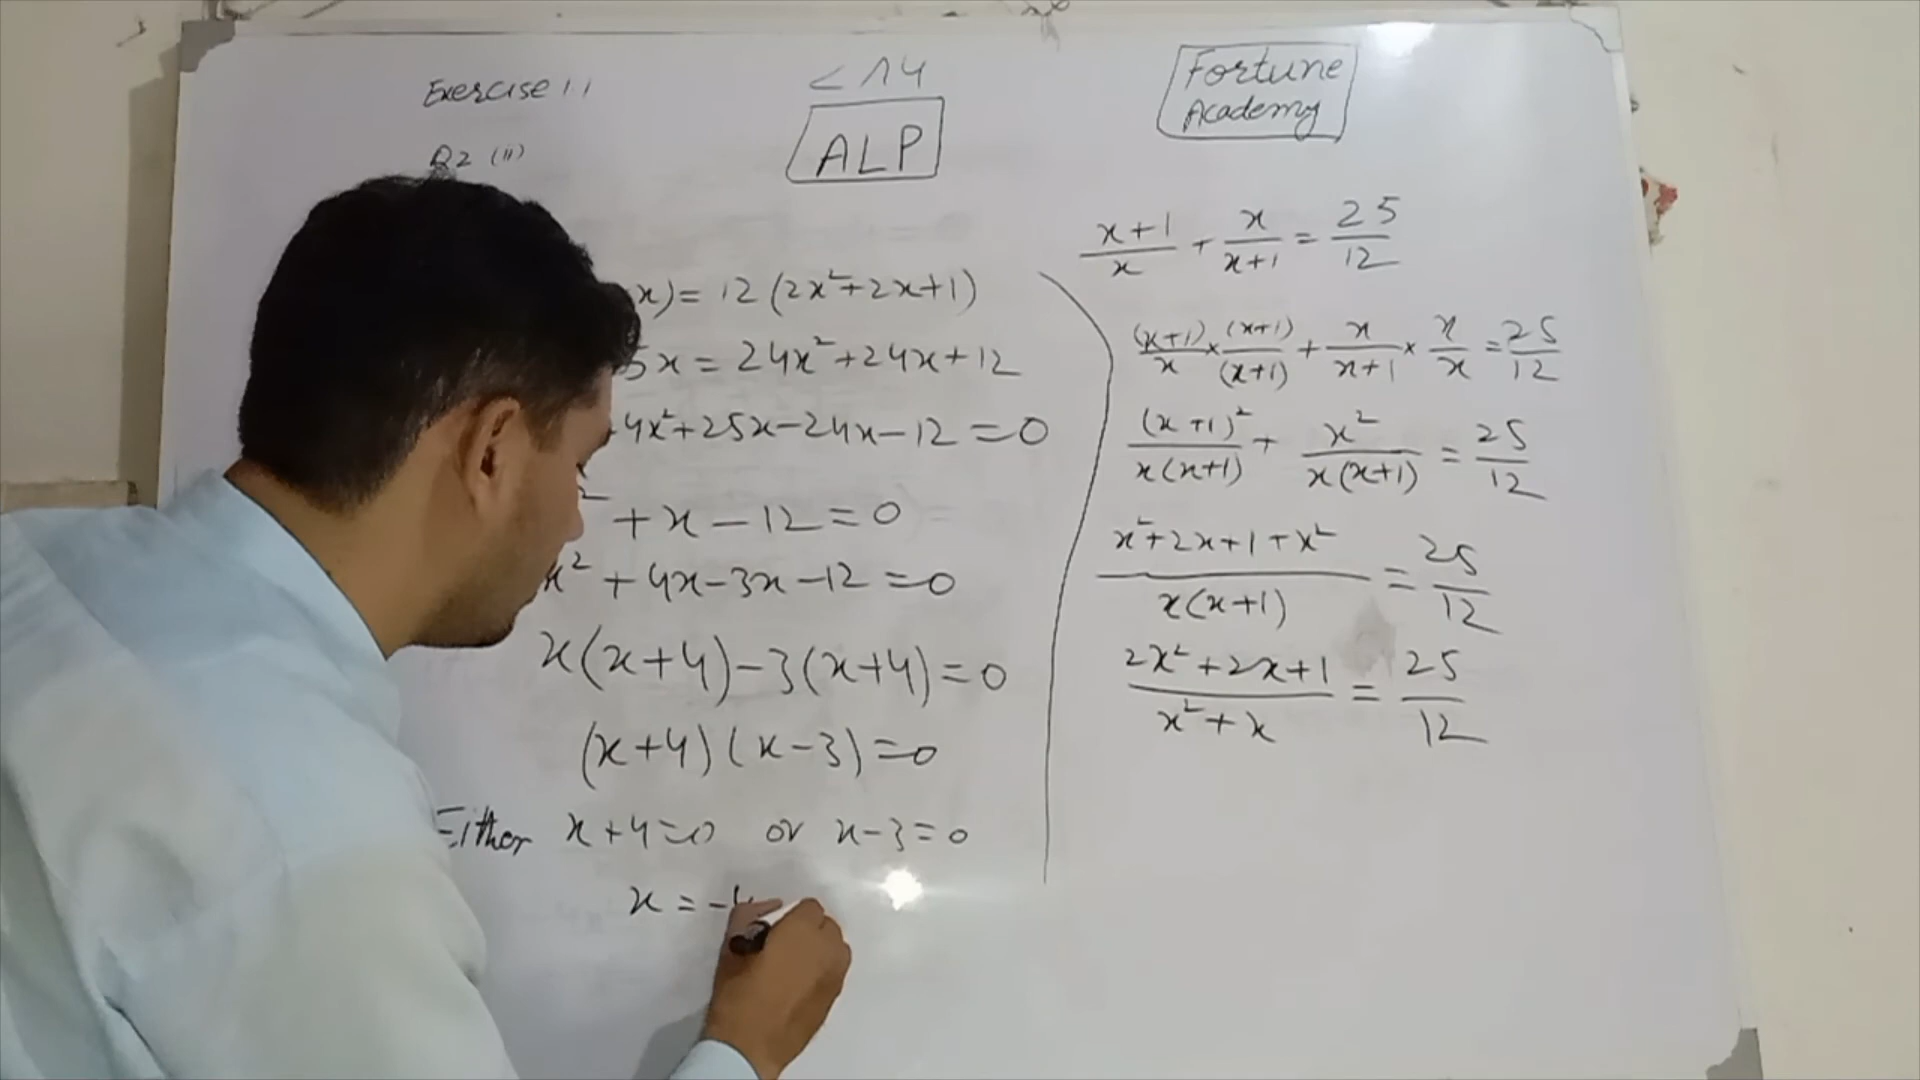 Exercise 1.1
Q2 (ii)
< 14
ALP
Fortune
Academy
x) = 12 (2x²+2x+1)
5x = 24x²+24x+12
4x²+25x-24x-12 = 0
² + x - 12 = 0
x² + 4x - 3x - 12 = 0
x(x+4)-3(x+4) = 0
(x+4)(x-3) = 0
Either x+4=0 or x-3=0
x = -4
(x+1)/x + x/(x+1) = 25/12
(x+1)/x × (x+1)/(x+1) + x/(x+1) × x/x = 25/12
(x+1)²/x(x+1) + x²/x(x+1) = 25/12
x²+2x+1+x²/x(x+1) = 25/12
2x²+2x+1/x²+x = 25/12